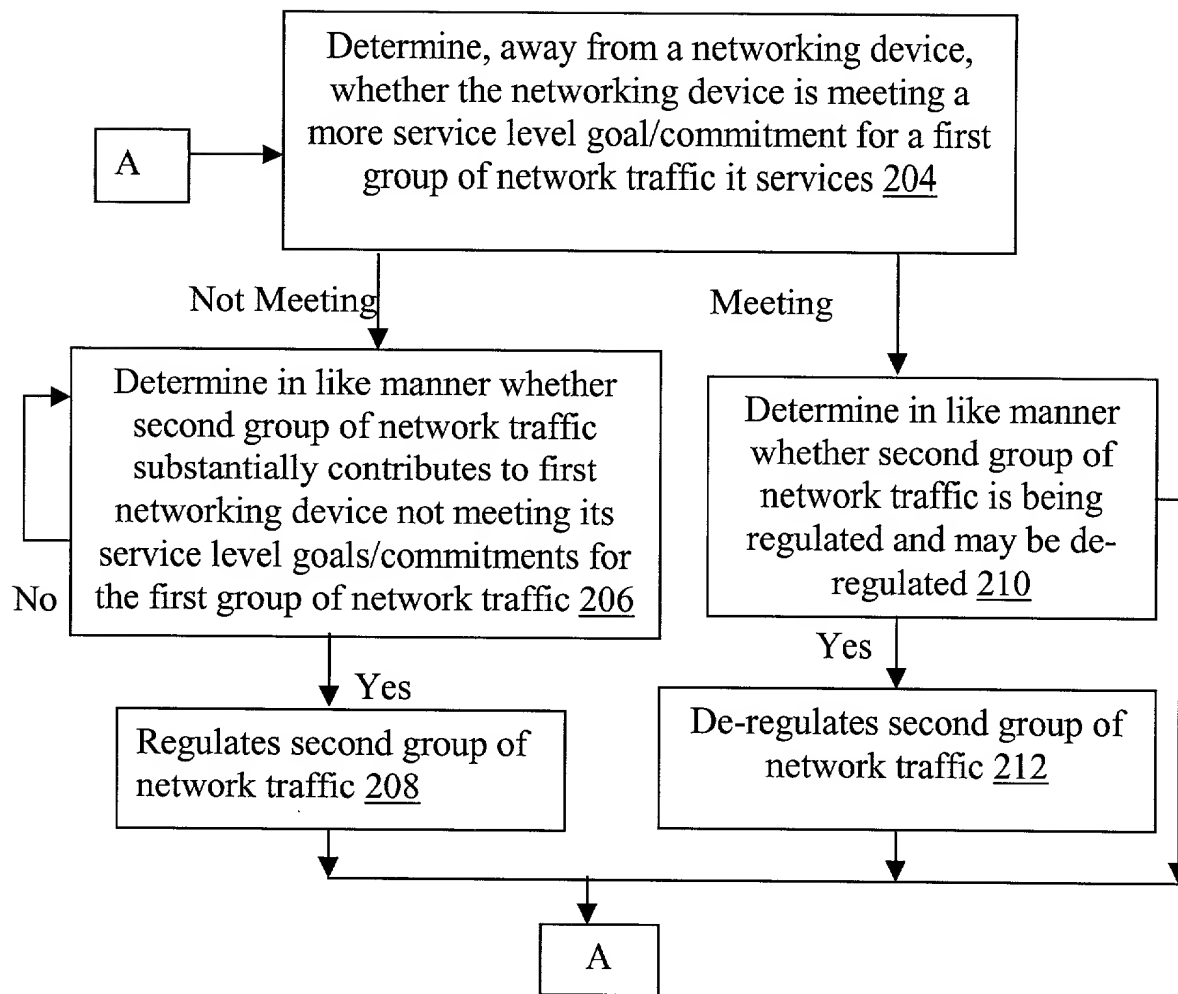 Determine, away from a networking device,
whether the networking device is meeting a
more service level goal/commitment for a first
group of network traffic it services 204
A
Not Meeting
Meeting
Determine in like manner whether
second group of network traffic
substantially contributes to first
networking device not meeting its
service level goals/commitments for
the first group of network traffic 206
Determine in like manner
whether second group of
network traffic is being
regulated and may be de-
regulated 210
No
Yes
Yes
Regulates second group of
network traffic 208
De-regulates second group of
network traffic 212
A